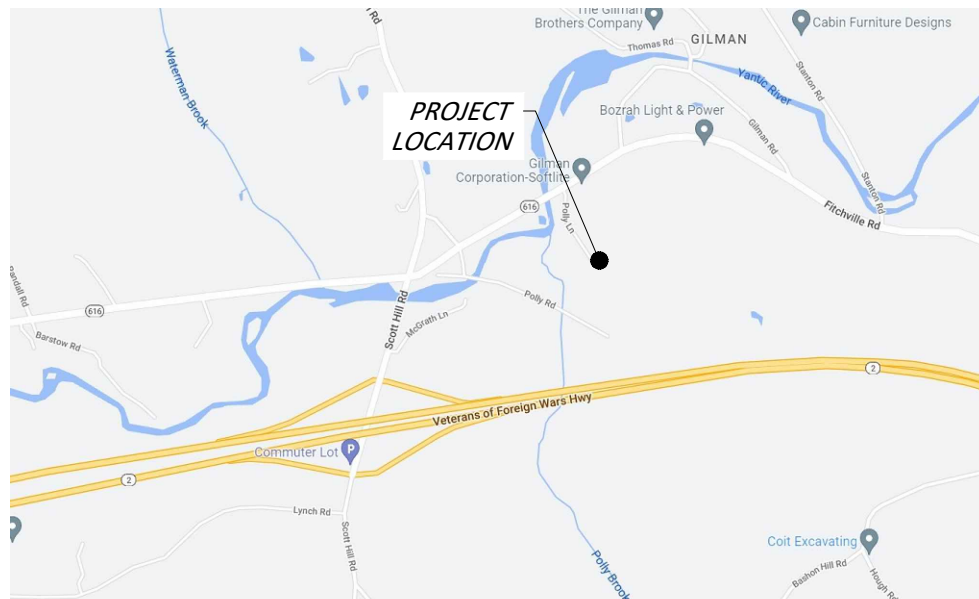 The Gilman
Brothers Company
Cabin Furniture Designs
GILMAN
Thomas Rd
Stanton Rd
Waterman Brook
Yantic River
PROJECT
LOCATION
Bozrah Light & Power
Gilman Rd
Gilman
Corporation-Softlite
Stanton Rd
616
Polly Ln
Fitchville Rd
Randall Rd
616
Polly Rd
Scott Hill Rd
McGrath Ln
Barstow Rd
2
Veterans of Foreign Wars Hwy
Commuter Lot
P
2
Lynch Rd
Scott Hill Rd
Coit Excavating
Polly Brook
Bashon Hill Rd
Hough Rd